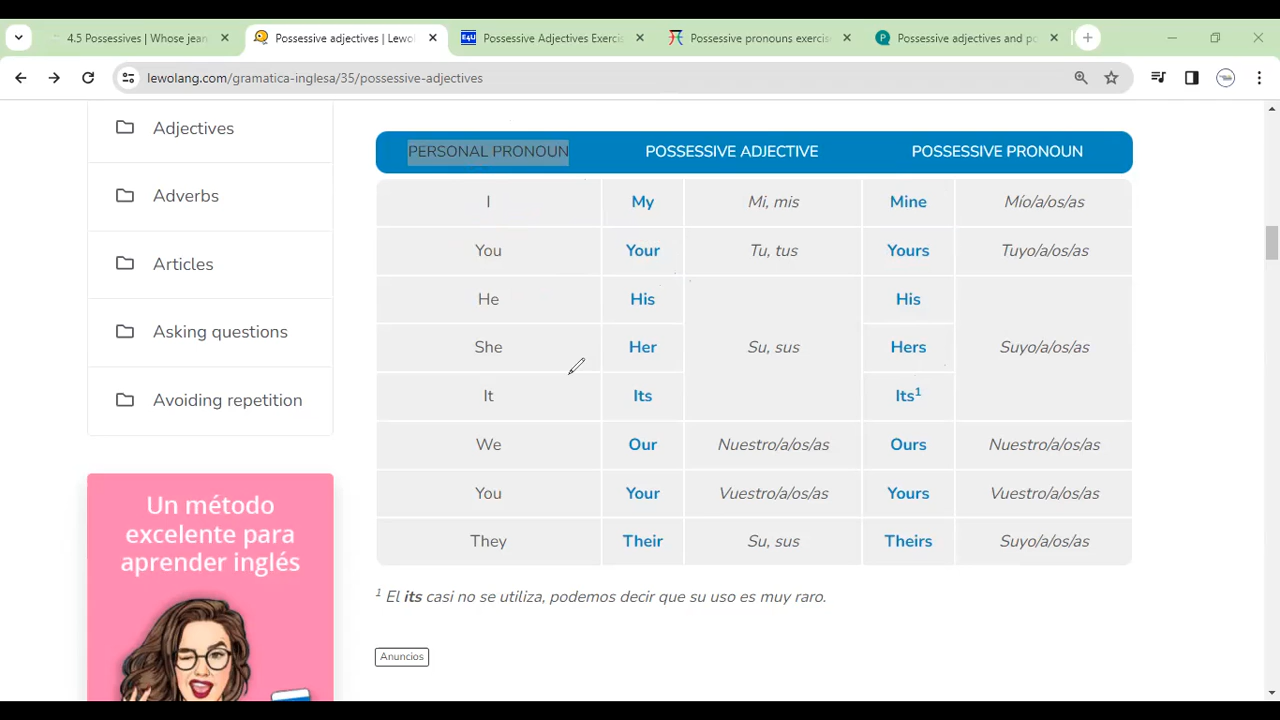 4.5 Possessives | Whose jean
Possessive adjectives | Lewo
E4U Possessive Adjectives Exercis
Possessive pronouns exercise
P Possessive adjectives and po
lewolang.com/gramatica-inglesa/35/possessive-adjectives
Adjectives
Adverbs
Articles
Asking questions
Avoiding repetition
Un método
excelente para
aprender inglés
PERSONAL PRONOUN POSSESSIVE ADJECTIVE POSSESSIVE PRONOUN
I My Mi, mis Mine Mío/a/os/as
You Your Tu, tus Yours Tuyo/a/os/as
He His His
She Her Su, sus Hers Suyo/a/os/as
It Its Its¹
We Our Nuestro/a/os/as Ours Nuestro/a/os/as
You Your Vuestro/a/os/as Yours Vuestro/a/os/as
They Their Su, sus Theirs Suyo/a/os/as
¹ El its casi no se utiliza, podemos decir que su uso es muy raro.
Anuncios